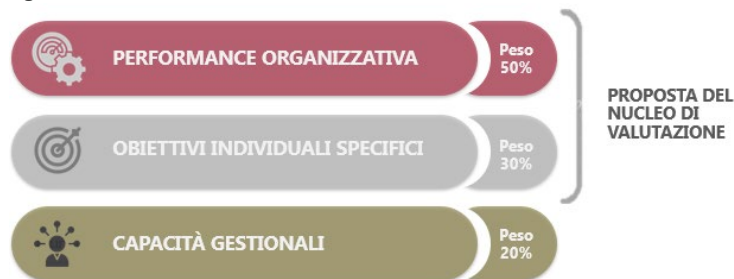 PERFORMANCE ORGANIZZATIVA
Peso
50%
OBIETTIVI INDIVIDUALI SPECIFICI
Peso
30%
CAPACITÀ GESTIONALI
Peso
20%
PROPOSTA DEL
NUCLEO DI
VALUTAZIONE